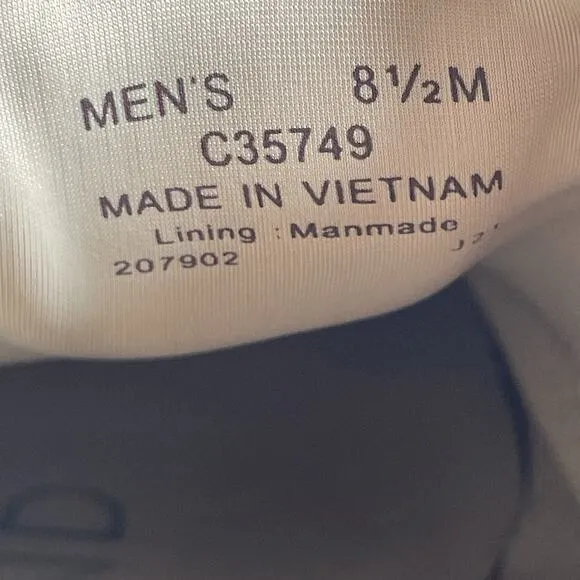 MEN'S 8½M
C35749
MADE IN VIETNAM
Lining : Manmade
207902